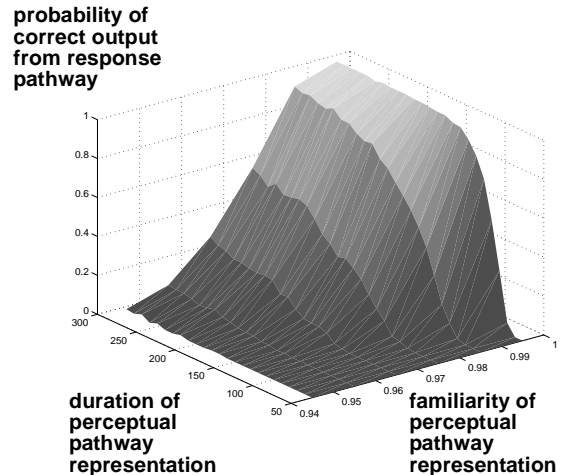 probability of
correct output
from response
pathway
1
0.8
0.6
0.4
0.2
0
300
250
200
150
100
50
0.94
0.95
0.96
0.97
0.98
0.99
1
duration of
perceptual
pathway
representation
familiarity of
perceptual
pathway
representation